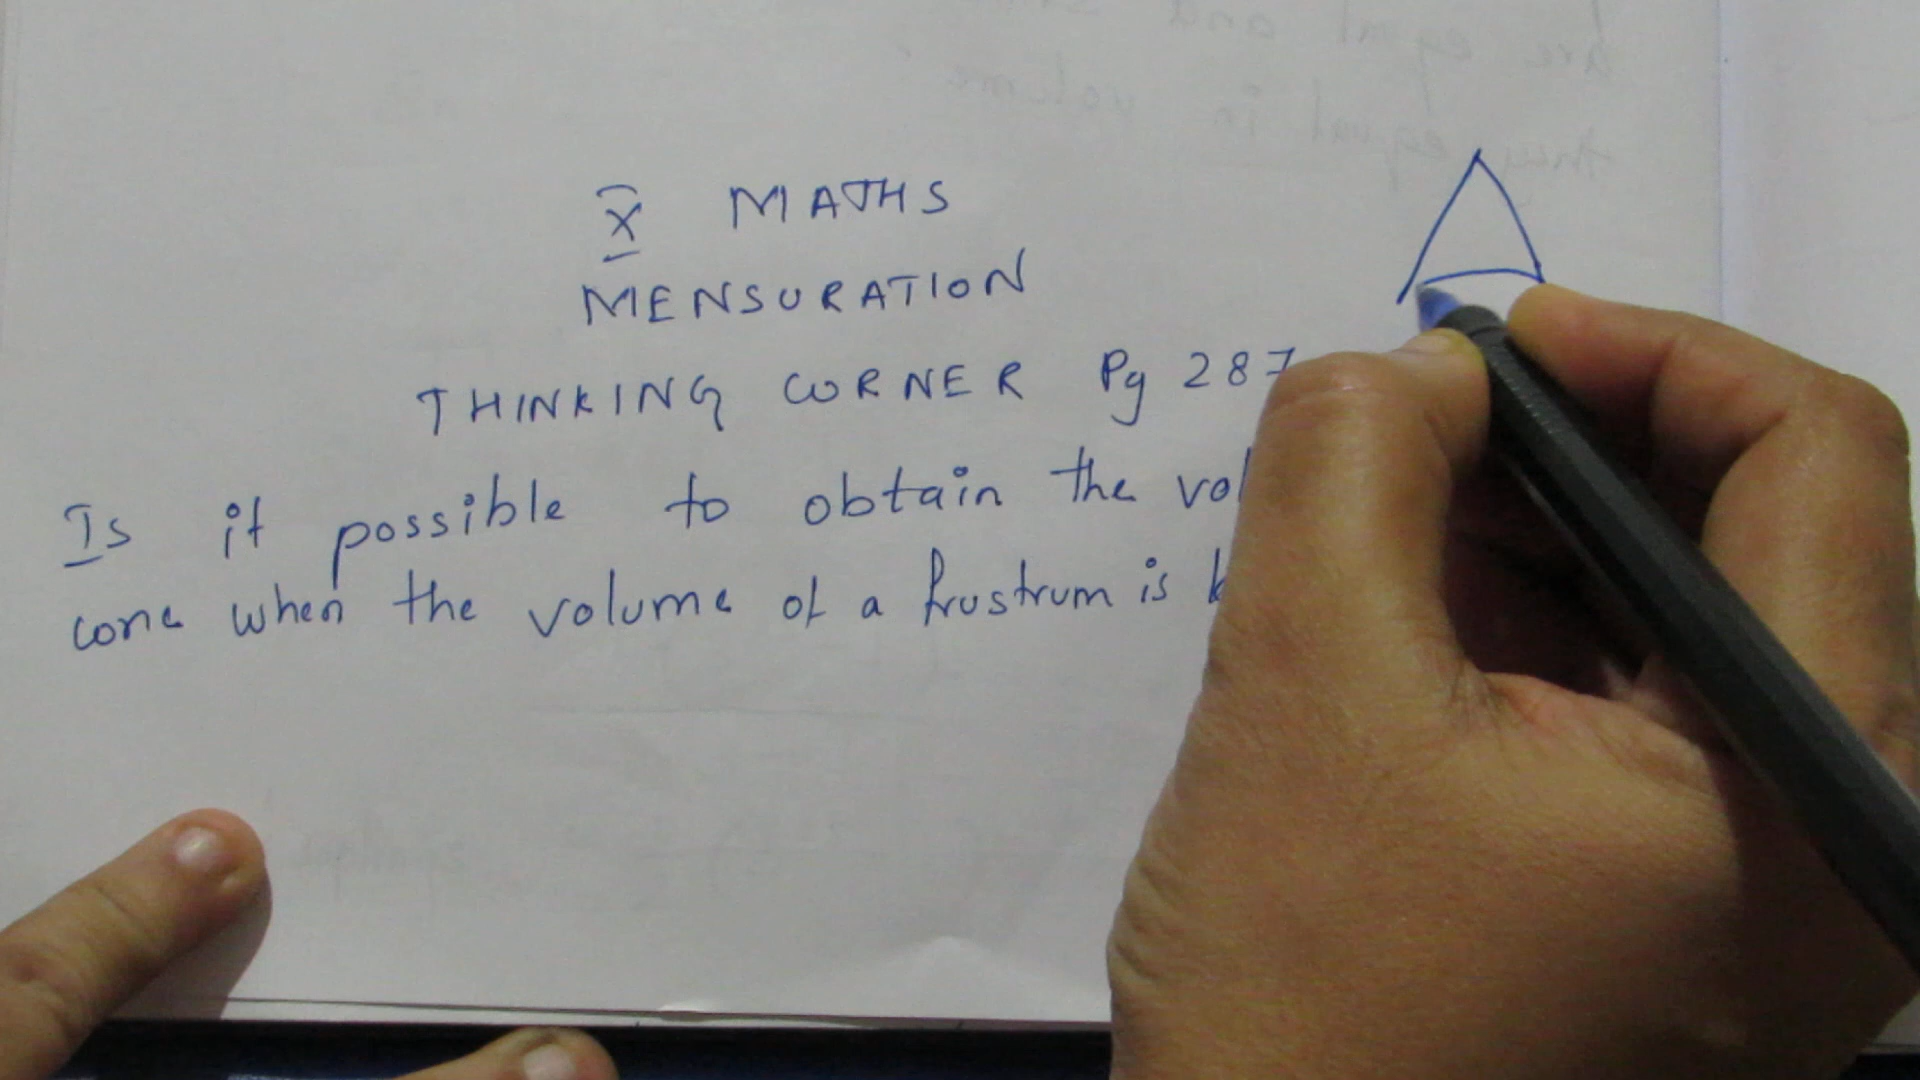 X MATHS
MENSURATION
THINKING CORNER Pg 287
Is it possible to obtain the vol
cone when the volume of a frustrum is